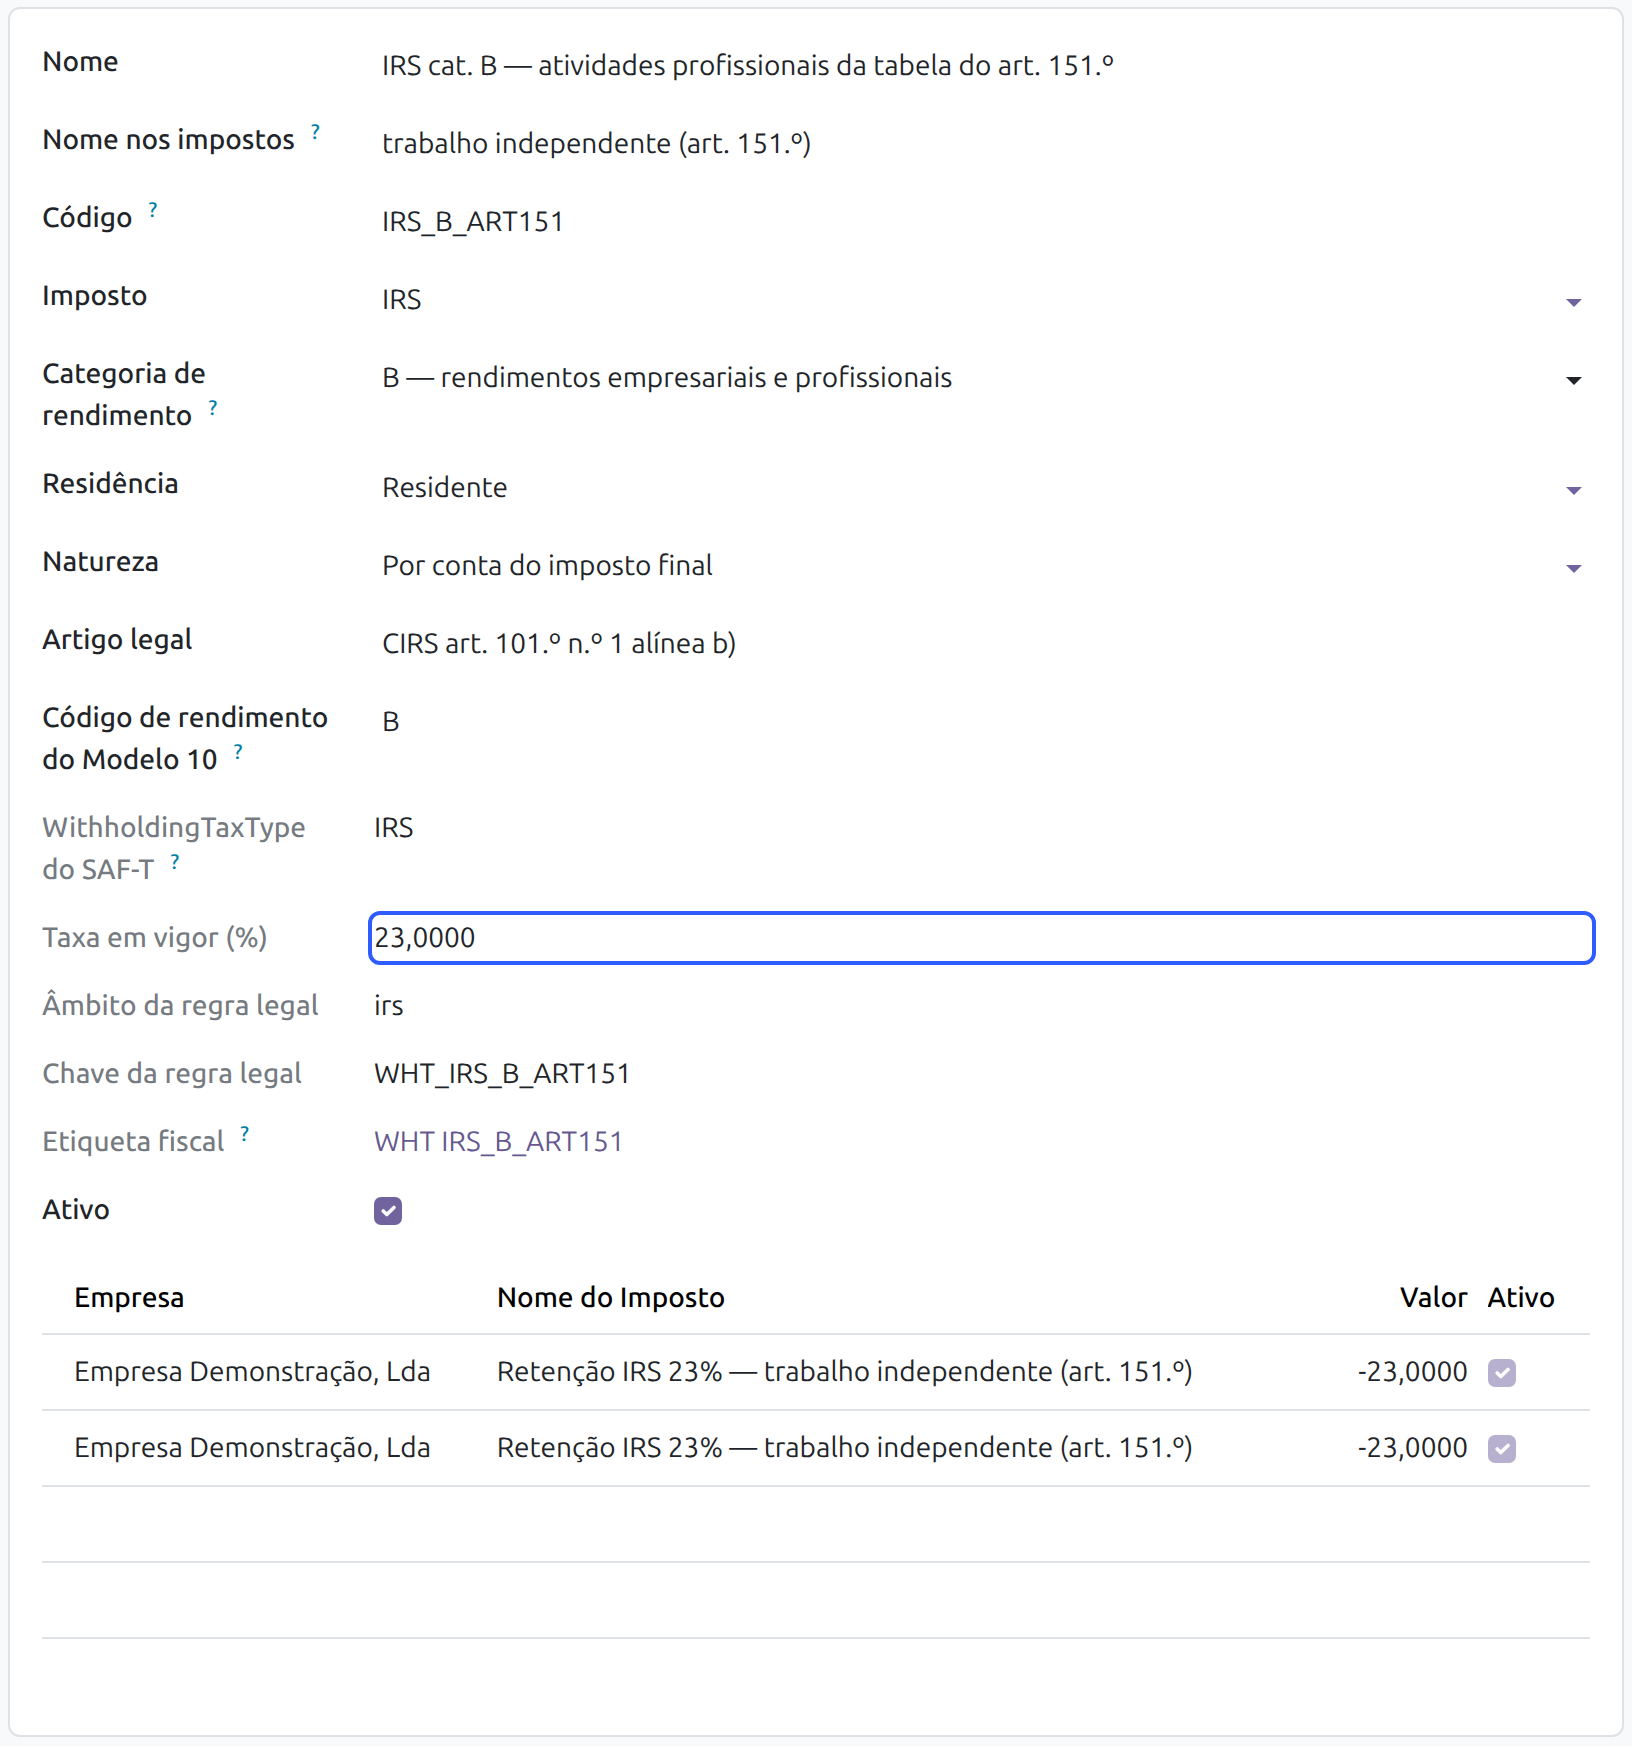 Nome
IRS cat. B — atividades profissionais da tabela do art. 151.º
Nome nos impostos ?
trabalho independente (art. 151.º)
Código ?
IRS_B_ART151
Imposto
IRS
Categoria de
rendimento ?
B — rendimentos empresariais e profissionais
Residência
Residente
Natureza
Por conta do imposto final
Artigo legal
CIRS art. 101.º n.º 1 alínea b)
Código de rendimento
do Modelo 10 ?
B
WithholdingTaxType
do SAF-T ?
IRS
Taxa em vigor (%)
23,0000
Âmbito da regra legal
irs
Chave da regra legal
WHT_IRS_B_ART151
Etiqueta fiscal ?
WHT IRS_B_ART151
Ativo
Empresa Nome do Imposto Valor Ativo
Empresa Demonstração, Lda Retenção IRS 23% — trabalho independente (art. 151.º) -23,0000
Empresa Demonstração, Lda Retenção IRS 23% — trabalho independente (art. 151.º) -23,0000